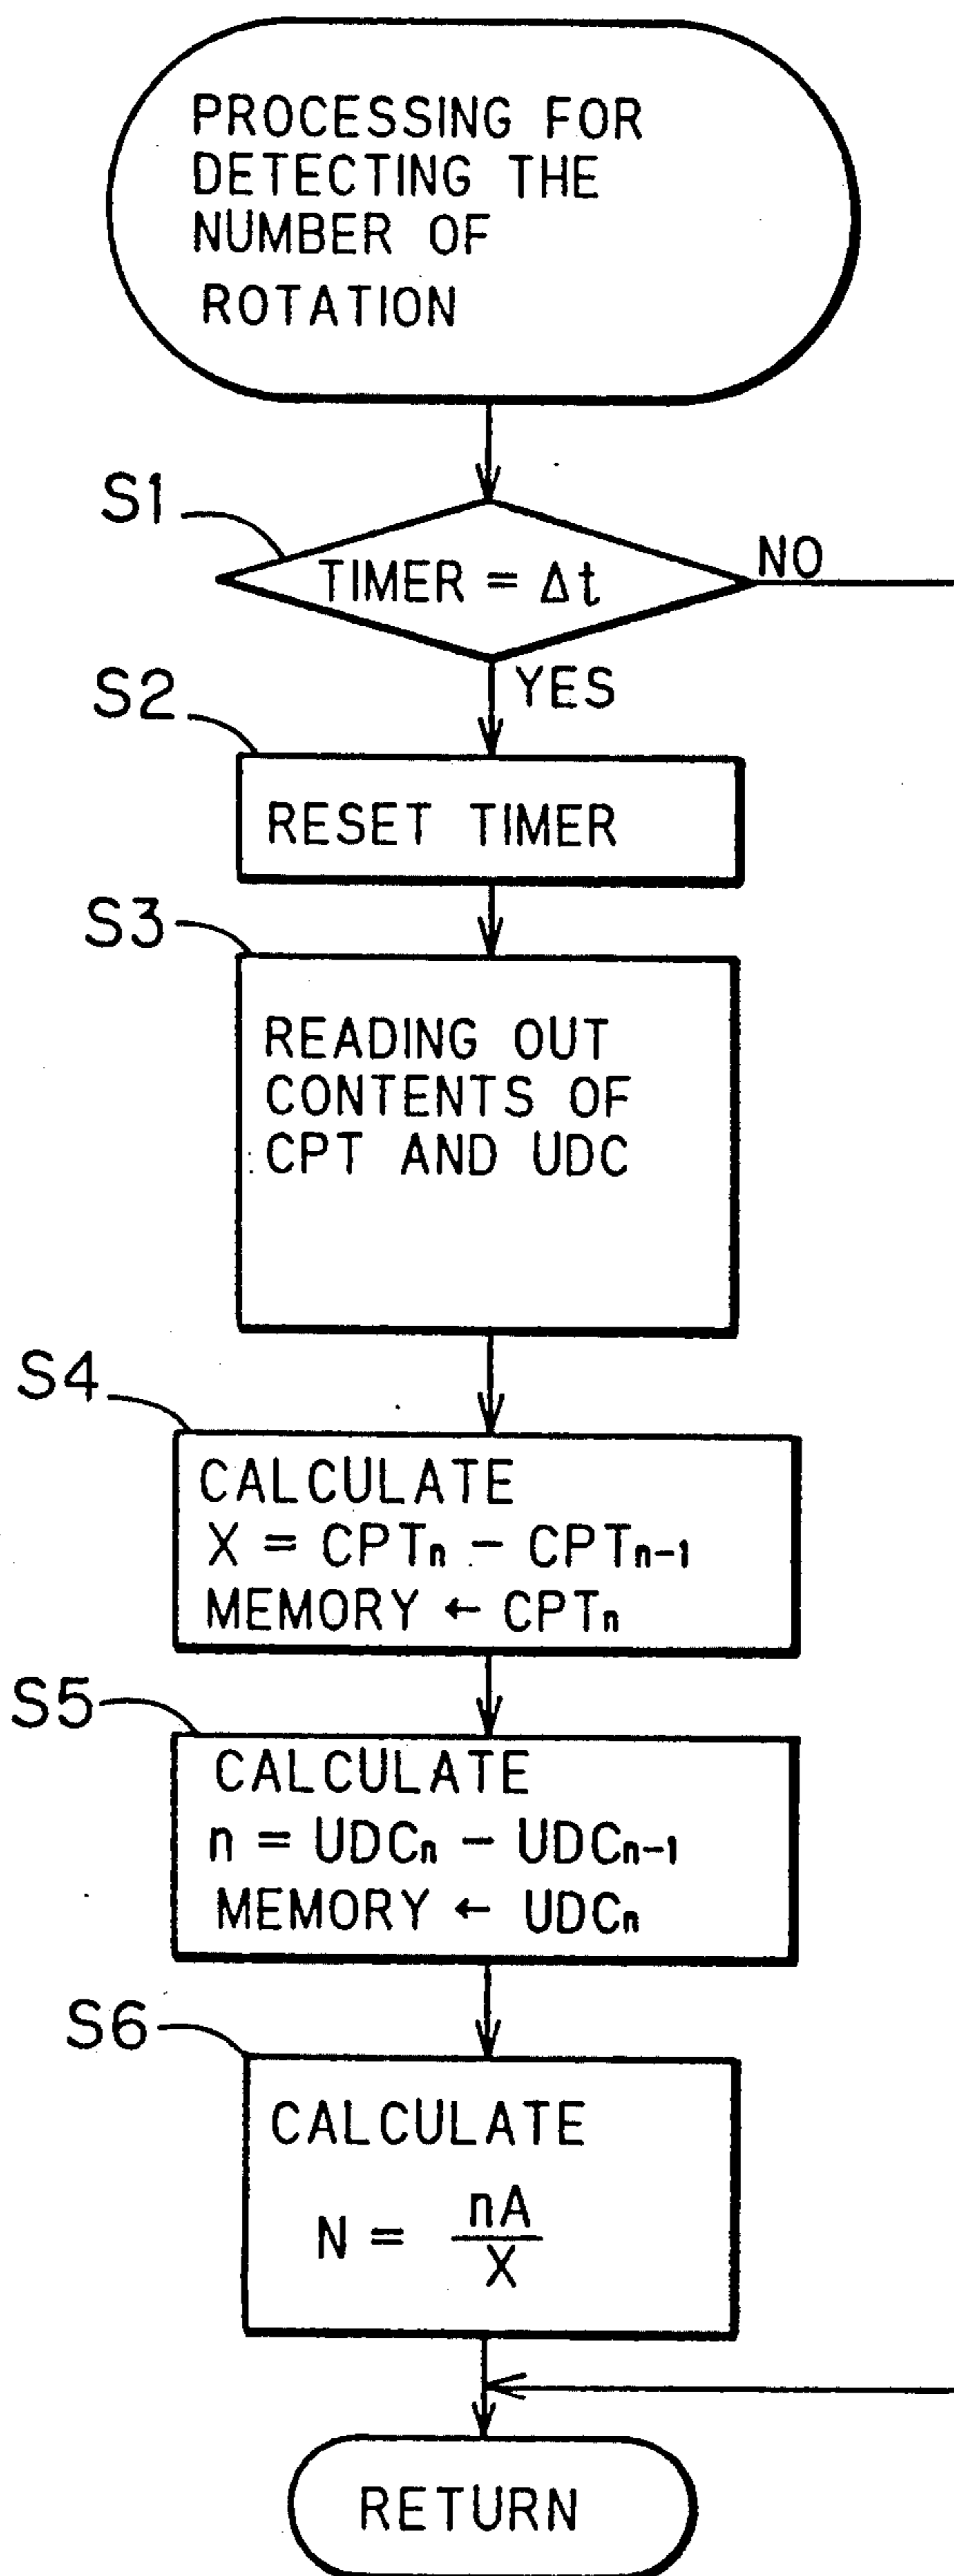 PROCESSING FOR
DETECTING THE
NUMBER OF
ROTATION
S1
TIMER = Δt
NO
YES
S2
RESET TIMER
S3
READING OUT
CONTENTS OF
CPT AND UDC
S4
CALCULATE
X = CPTₙ - CPTₙ₋₁
MEMORY ← CPTₙ
S5
CALCULATE
n = UDCₙ - UDCₙ₋₁
MEMORY ← UDCₙ
S6
CALCULATE
N = nA/X
RETURN